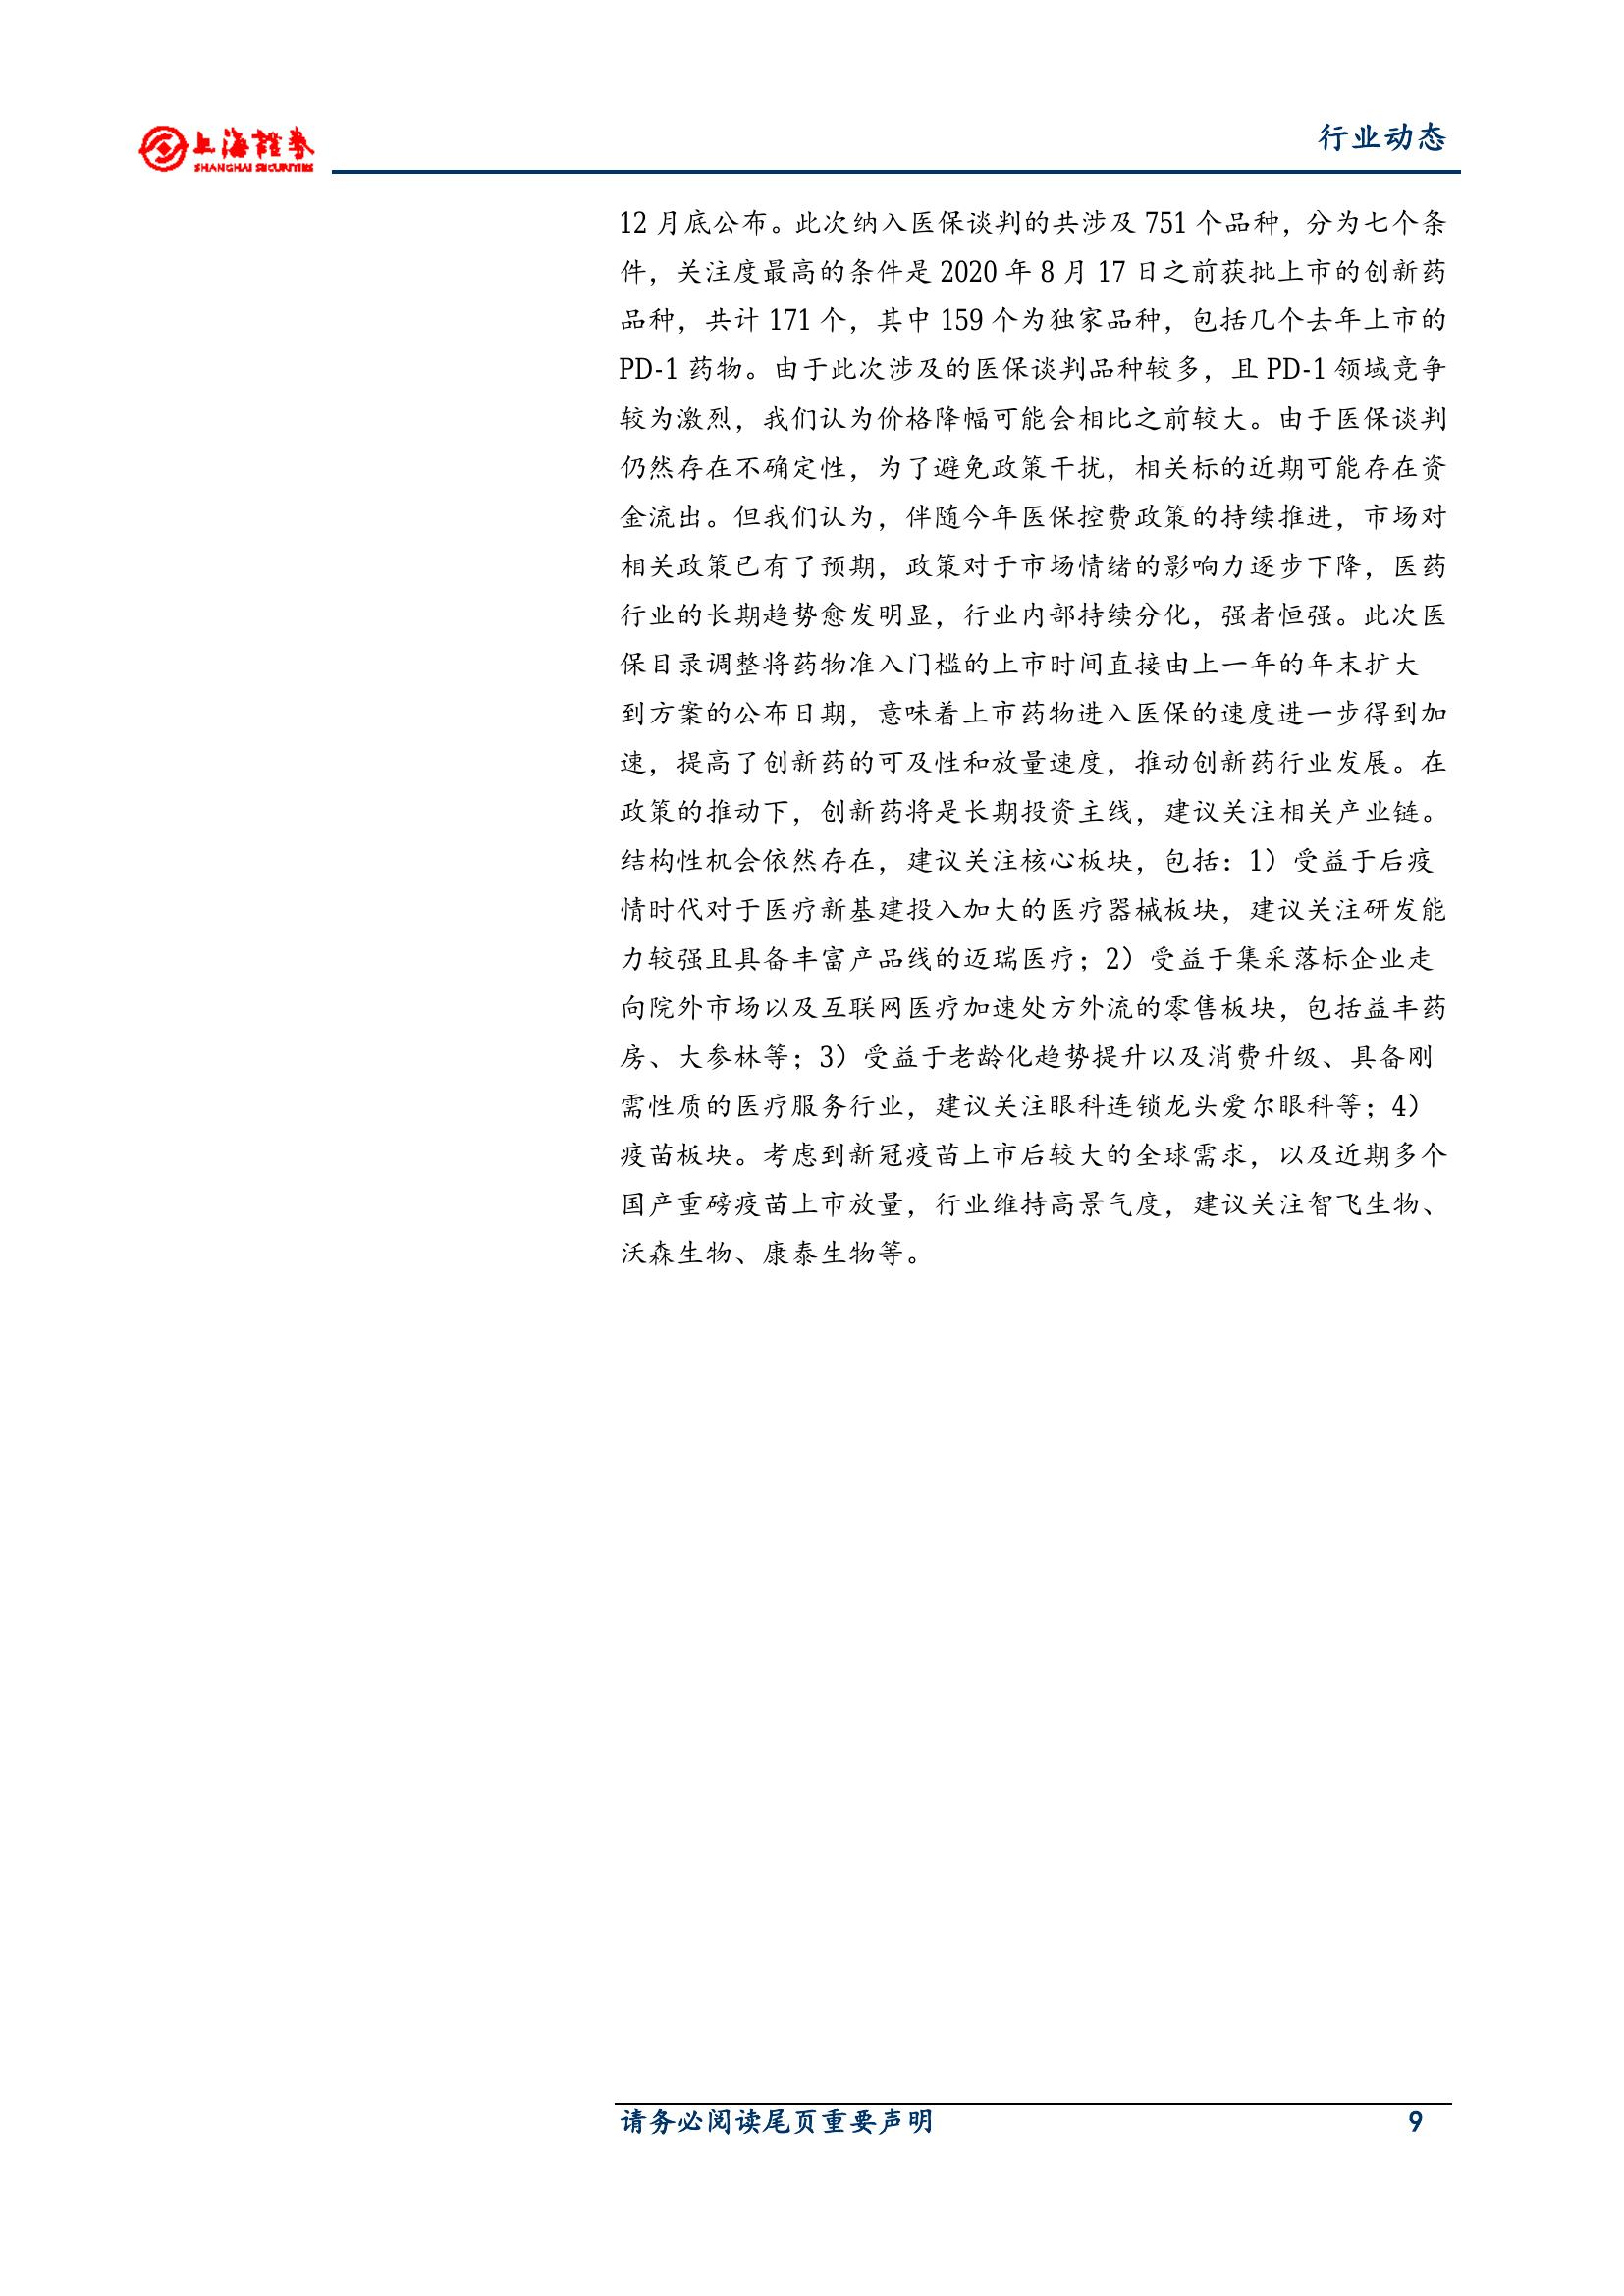 上海證券
SHANGHAI SECURITIES
行业动态
12 月底公布。此次纳入医保谈判的共涉及 751 个品种，分为七个条
件，关注度最高的条件是 2020 年 8 月 17 日之前获批上市的创新药
品种，共计 171 个，其中 159 个为独家品种，包括几个去年上市的
PD-1 药物。由于此次涉及的医保谈判品种较多，且 PD-1 领域竞争
较为激烈，我们认为价格降幅可能会相比之前较大。由于医保谈判
仍然存在不确定性，为了避免政策干扰，相关标的近期可能存在资
金流出。但我们认为，伴随今年医保控费政策的持续推进，市场对
相关政策已有了预期，政策对于市场情绪的影响力逐步下降，医药
行业的长期趋势愈发明显，行业内部持续分化，强者恒强。此次医
保目录调整将药物准入门槛的上市时间直接由上一年的年末扩大
到方案的公布日期，意味着上市药物进入医保的速度进一步得到加
速，提高了创新药的可及性和放量速度，推动创新药行业发展。在
政策的推动下，创新药将是长期投资主线，建议关注相关产业链。
结构性机会依然存在，建议关注核心板块，包括：1）受益于后疫
情时代对于医疗新基建投入加大的医疗器械板块，建议关注研发能
力较强且具备丰富产品线的迈瑞医疗；2）受益于集采落标企业走
向院外市场以及互联网医疗加速处方外流的零售板块，包括益丰药
房、大参林等；3）受益于老龄化趋势提升以及消费升级、具备刚
需性质的医疗服务行业，建议关注眼科连锁龙头爱尔眼科等；4）
疫苗板块。考虑到新冠疫苗上市后较大的全球需求，以及近期多个
国产重磅疫苗上市放量，行业维持高景气度，建议关注智飞生物、
沃森生物、康泰生物等。
请务必阅读尾页重要声明 9